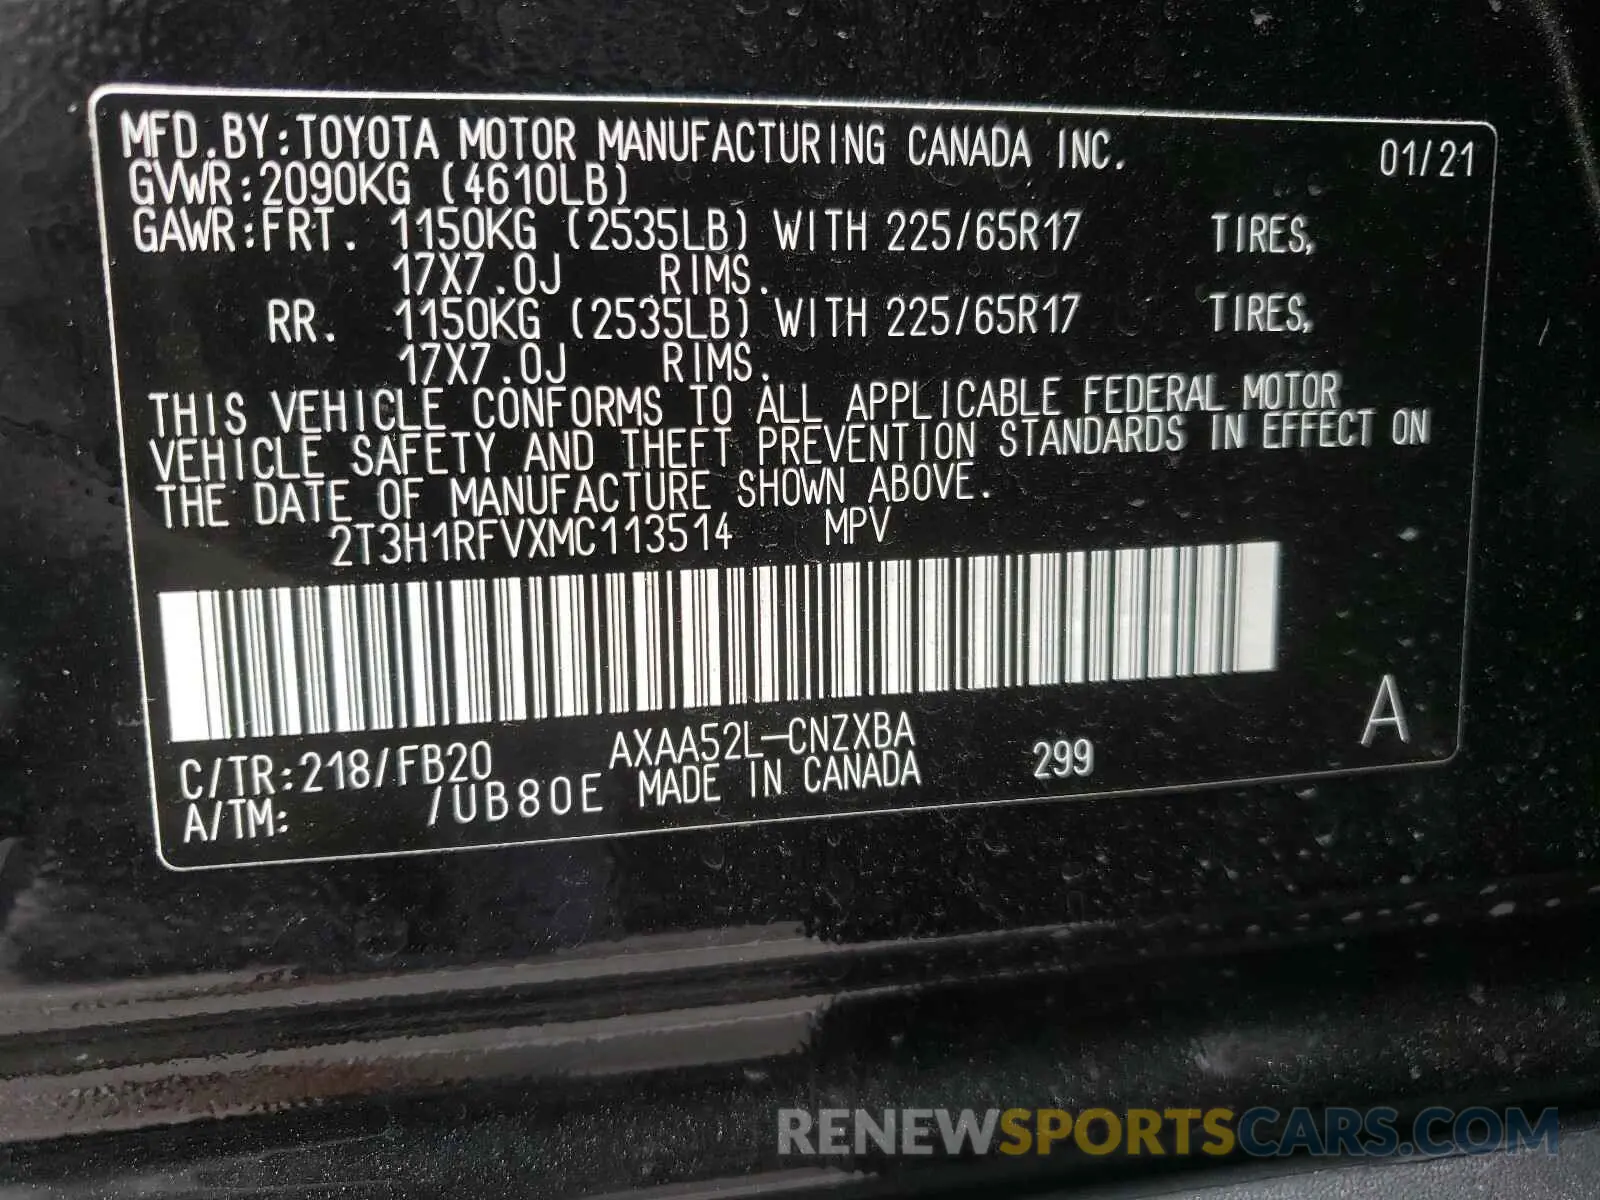 MFD.BY:TOYOTA MOTOR MANUFACTURING CANADA INC. 01/21
GVWR:2090KG (4610LB)
GAWR:FRT. 1150KG (2535LB) WITH 225/65R17 TIRES,
17X7.0J RIMS.
RR. 1150KG (2535LB) WITH 225/65R17 TIRES,
17X7.0J RIMS.
THIS VEHICLE CONFORMS TO ALL APPLICABLE FEDERAL MOTOR
VEHICLE SAFETY AND THEFT PREVENTION STANDARDS IN EFFECT ON
THE DATE OF MANUFACTURE SHOWN ABOVE.
2T3H1RFVXMC113514 MPV
A
C/TR:218/FB20 AXAA52L-CNZXBA
A/TM: /UB80E MADE IN CANADA 299
RENEWSPORTSCARS.COM